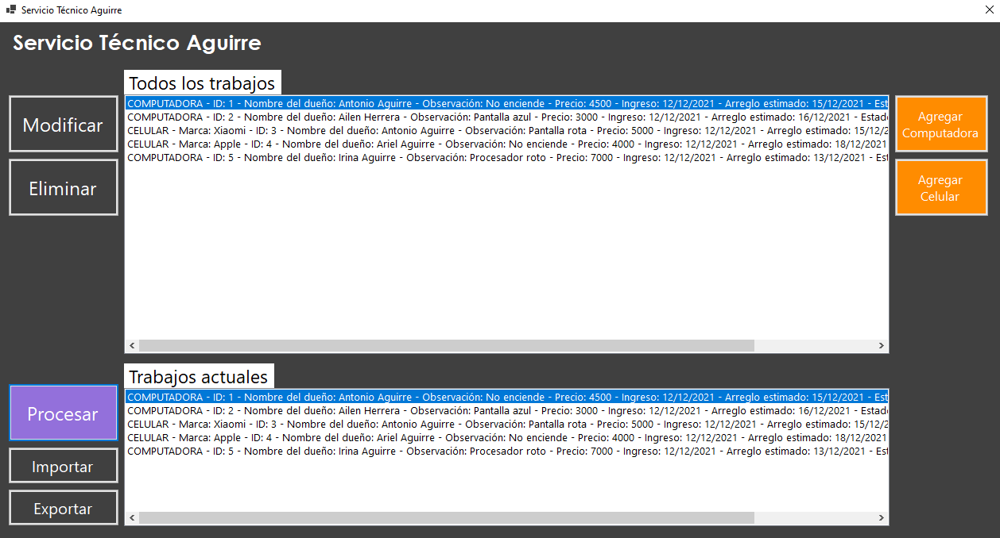 Servicio Técnico Aguirre
Servicio Técnico Aguirre
Todos los trabajos
Modificar
Eliminar
COMPUTADORA - ID: 1 - Nombre del dueño: Antonio Aguirre - Observación: No enciende - Precio: 4500 - Ingreso: 12/12/2021 - Arreglo estimado: 15/12/2021 - Est
COMPUTADORA - ID: 2 - Nombre del dueño: Ailen Herrera - Observación: Pantalla azul - Precio: 3000 - Ingreso: 12/12/2021 - Arreglo estimado: 16/12/2021 - Estad
CELULAR - Marca: Xiaomi - ID: 3 - Nombre del dueño: Antonio Aguirre - Observación: Pantalla rota - Precio: 5000 - Ingreso: 12/12/2021 - Arreglo estimado: 15/12/2
CELULAR - Marca: Apple - ID: 4 - Nombre del dueño: Ariel Aguirre - Observación: No enciende - Precio: 4000 - Ingreso: 12/12/2021 - Arreglo estimado: 18/12/2021
COMPUTADORA - ID: 5 - Nombre del dueño: Irina Aguirre - Observación: Procesador roto - Precio: 7000 - Ingreso: 12/12/2021 - Arreglo estimado: 13/12/2021 - Est
Agregar
Computadora
Agregar
Celular
Trabajos actuales
Procesar
Importar
Exportar
COMPUTADORA - ID: 1 - Nombre del dueño: Antonio Aguirre - Observación: No enciende - Precio: 4500 - Ingreso: 12/12/2021 - Arreglo estimado: 15/12/2021 - Est
COMPUTADORA - ID: 2 - Nombre del dueño: Ailen Herrera - Observación: Pantalla azul - Precio: 3000 - Ingreso: 12/12/2021 - Arreglo estimado: 16/12/2021 - Estad
CELULAR - Marca: Xiaomi - ID: 3 - Nombre del dueño: Antonio Aguirre - Observación: Pantalla rota - Precio: 5000 - Ingreso: 12/12/2021 - Arreglo estimado: 15/12/2
CELULAR - Marca: Apple - ID: 4 - Nombre del dueño: Ariel Aguirre - Observación: No enciende - Precio: 4000 - Ingreso: 12/12/2021 - Arreglo estimado: 18/12/2021
COMPUTADORA - ID: 5 - Nombre del dueño: Irina Aguirre - Observación: Procesador roto - Precio: 7000 - Ingreso: 12/12/2021 - Arreglo estimado: 13/12/2021 - Est